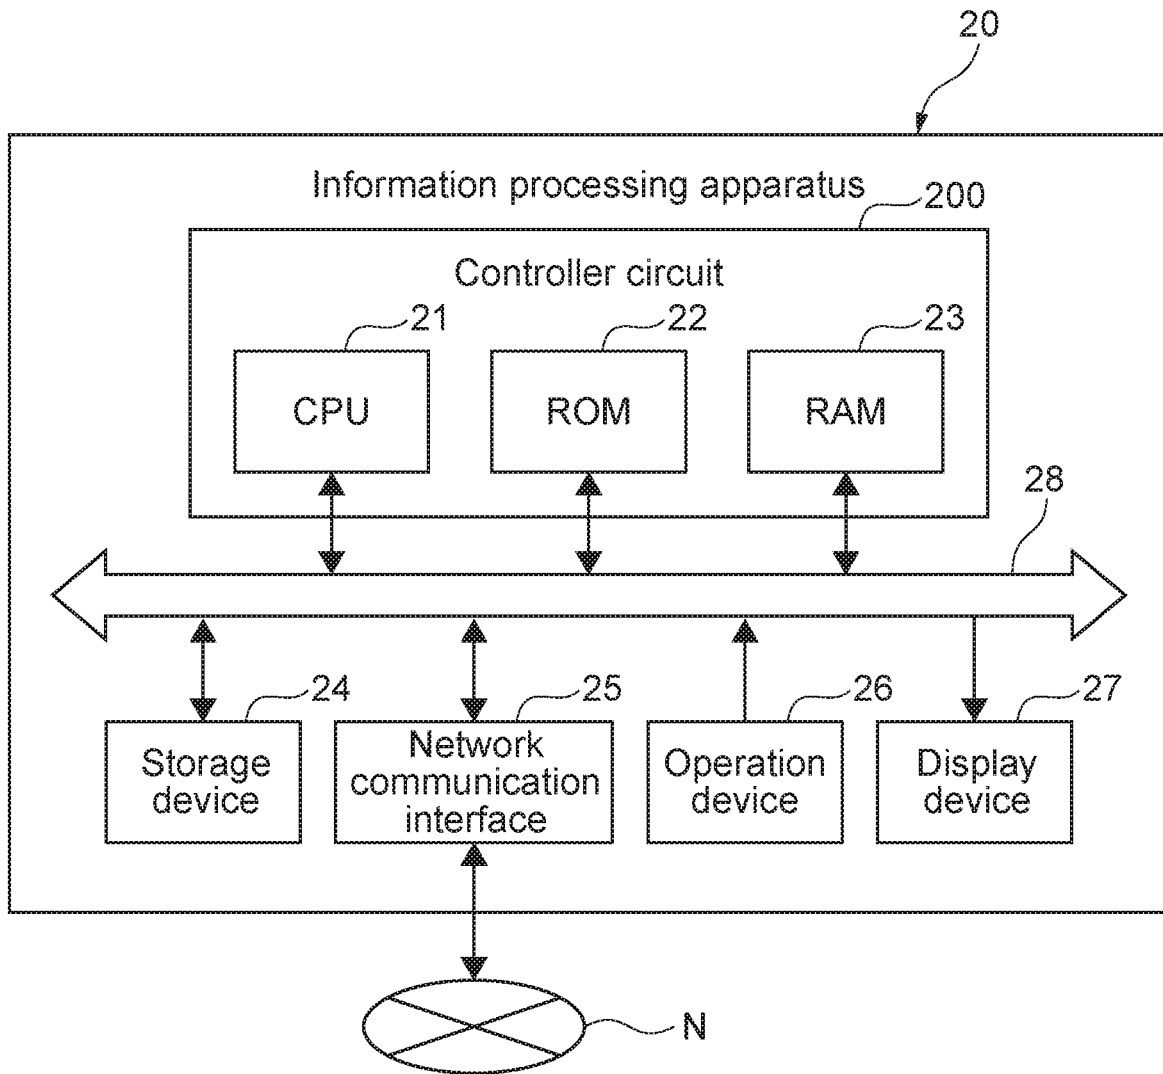 20
Information processing apparatus
200
Controller circuit
21
22
23
CPU
ROM
RAM
28
24
25
26
27
Storage
device
Network
communication
interface
Operation
device
Display
device
N